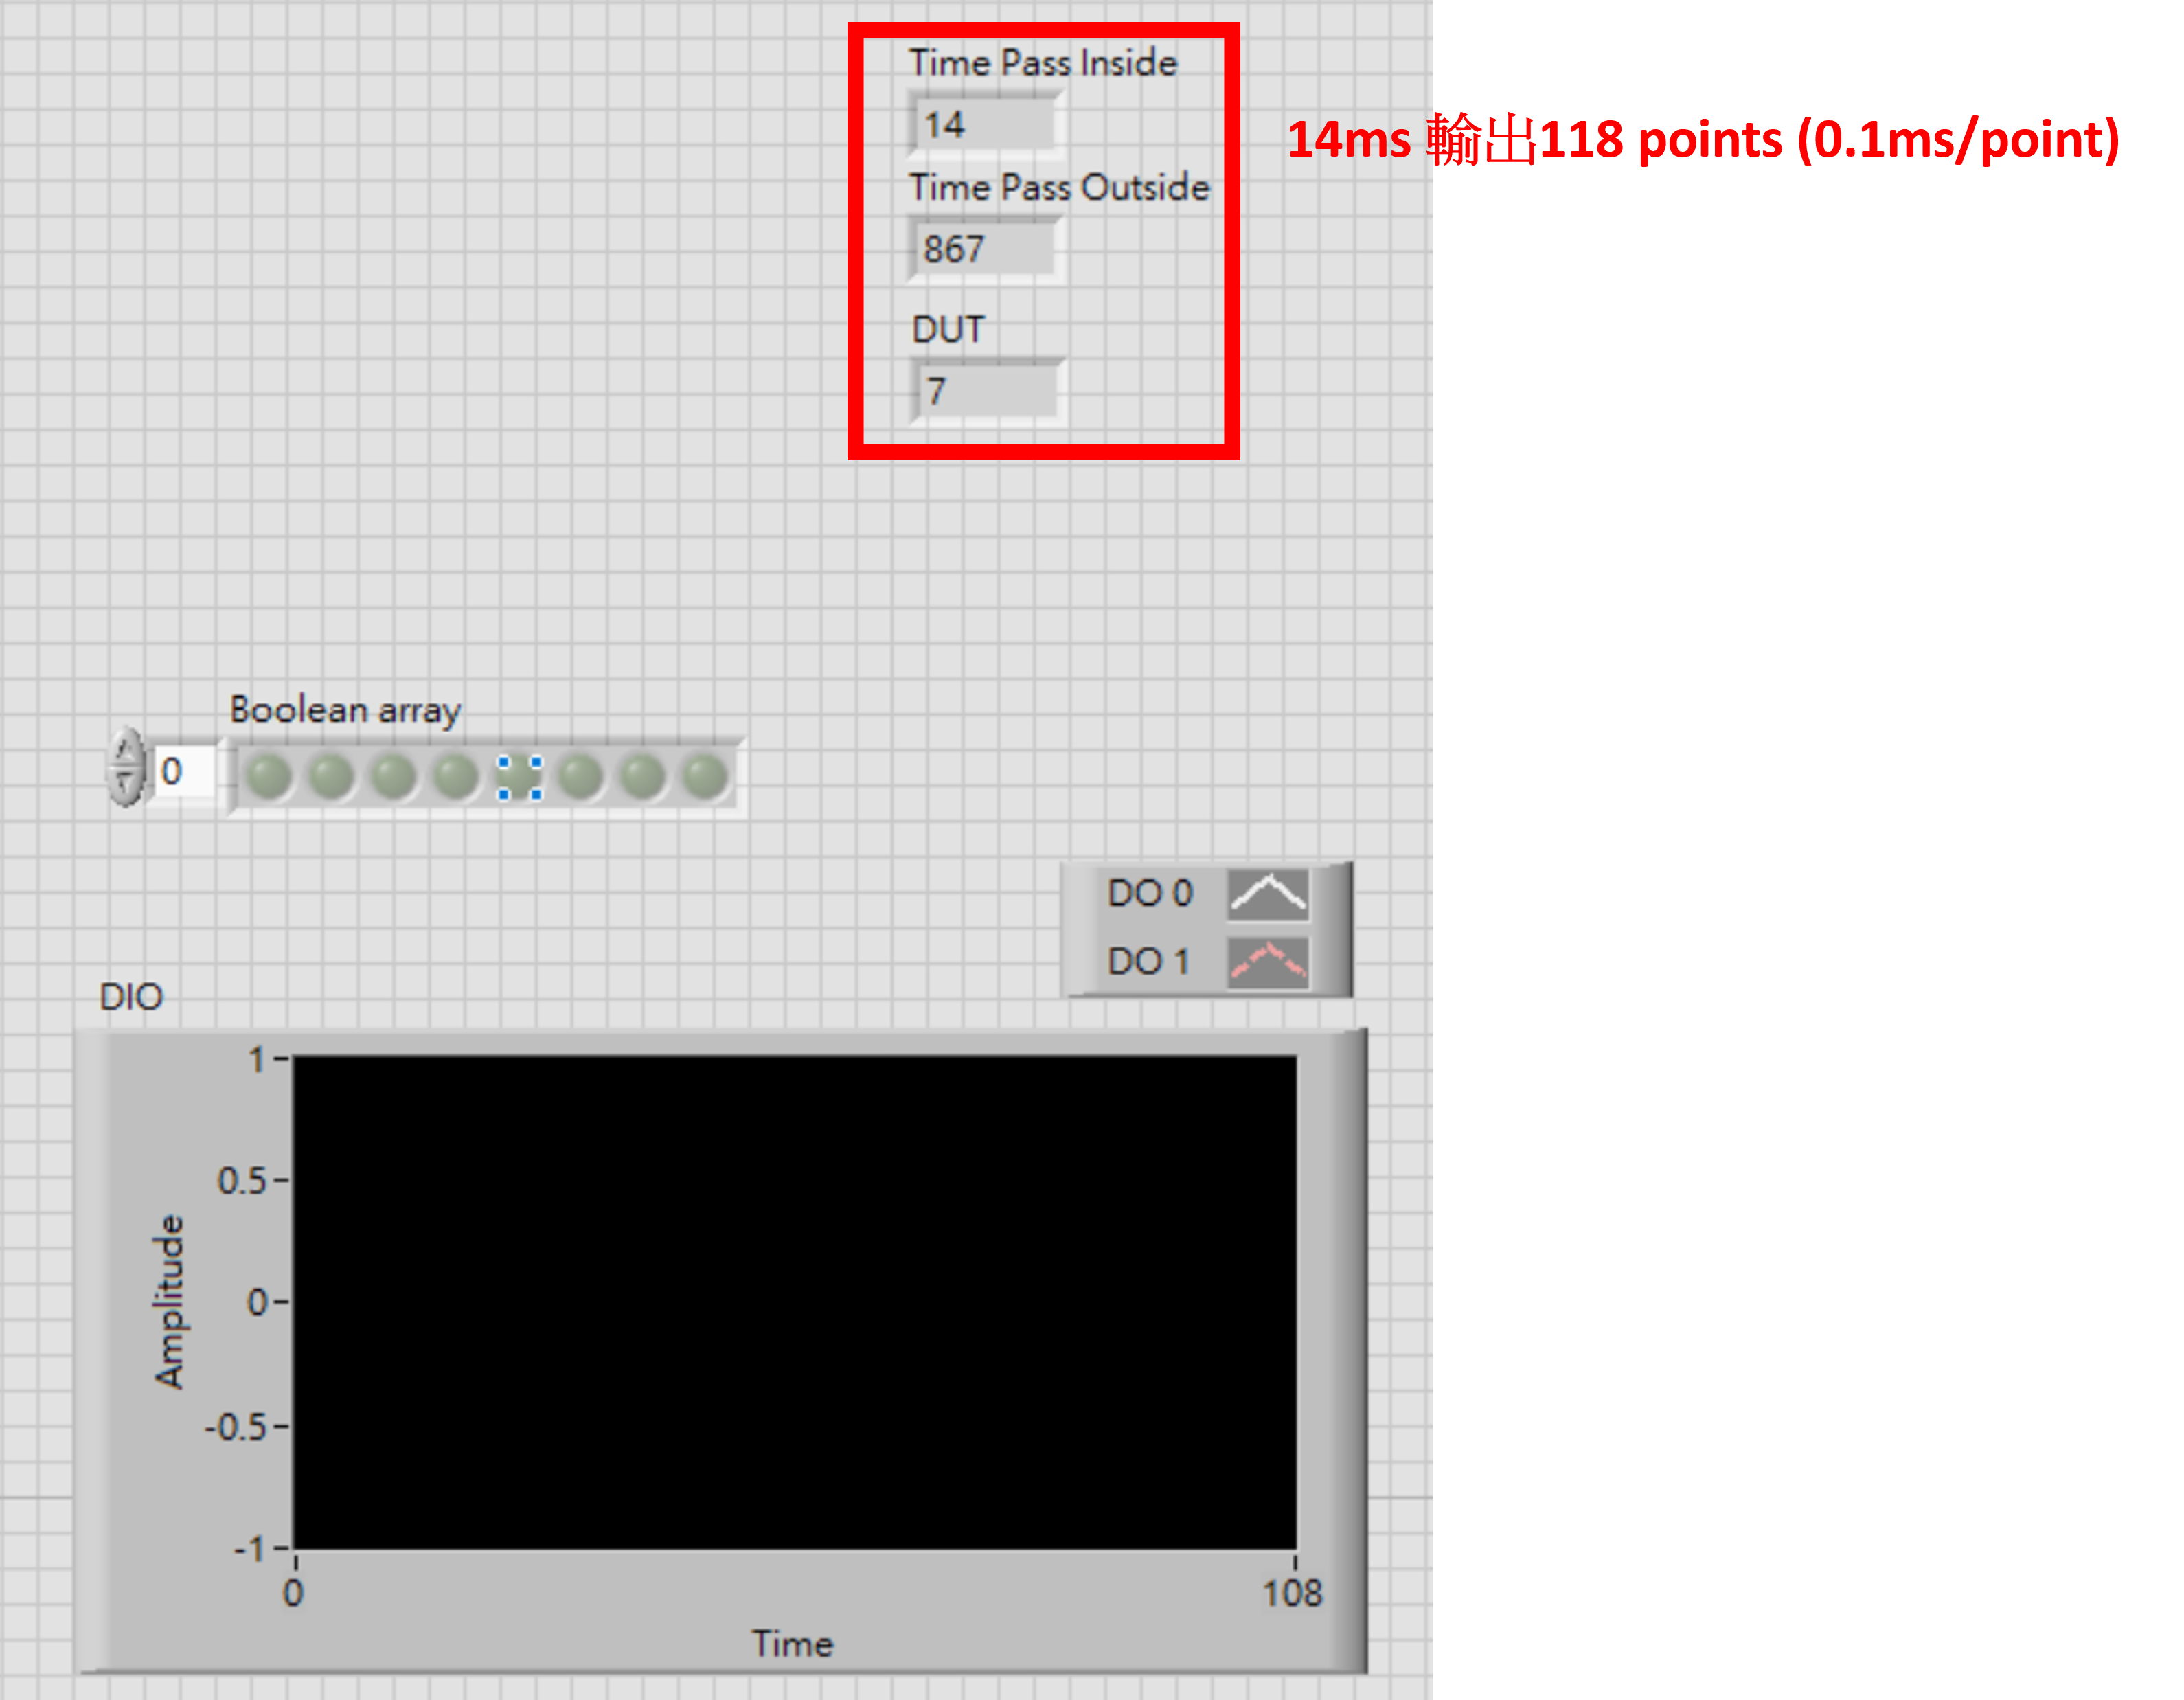 Time Pass Inside
14
14ms 輸出118 points (0.1ms/point)
Time Pass Outside
867
DUT
7
Boolean array
0
DO 0
DO 1
DIO
1
0.5
0
-0.5
-1
Amplitude
0
108
Time